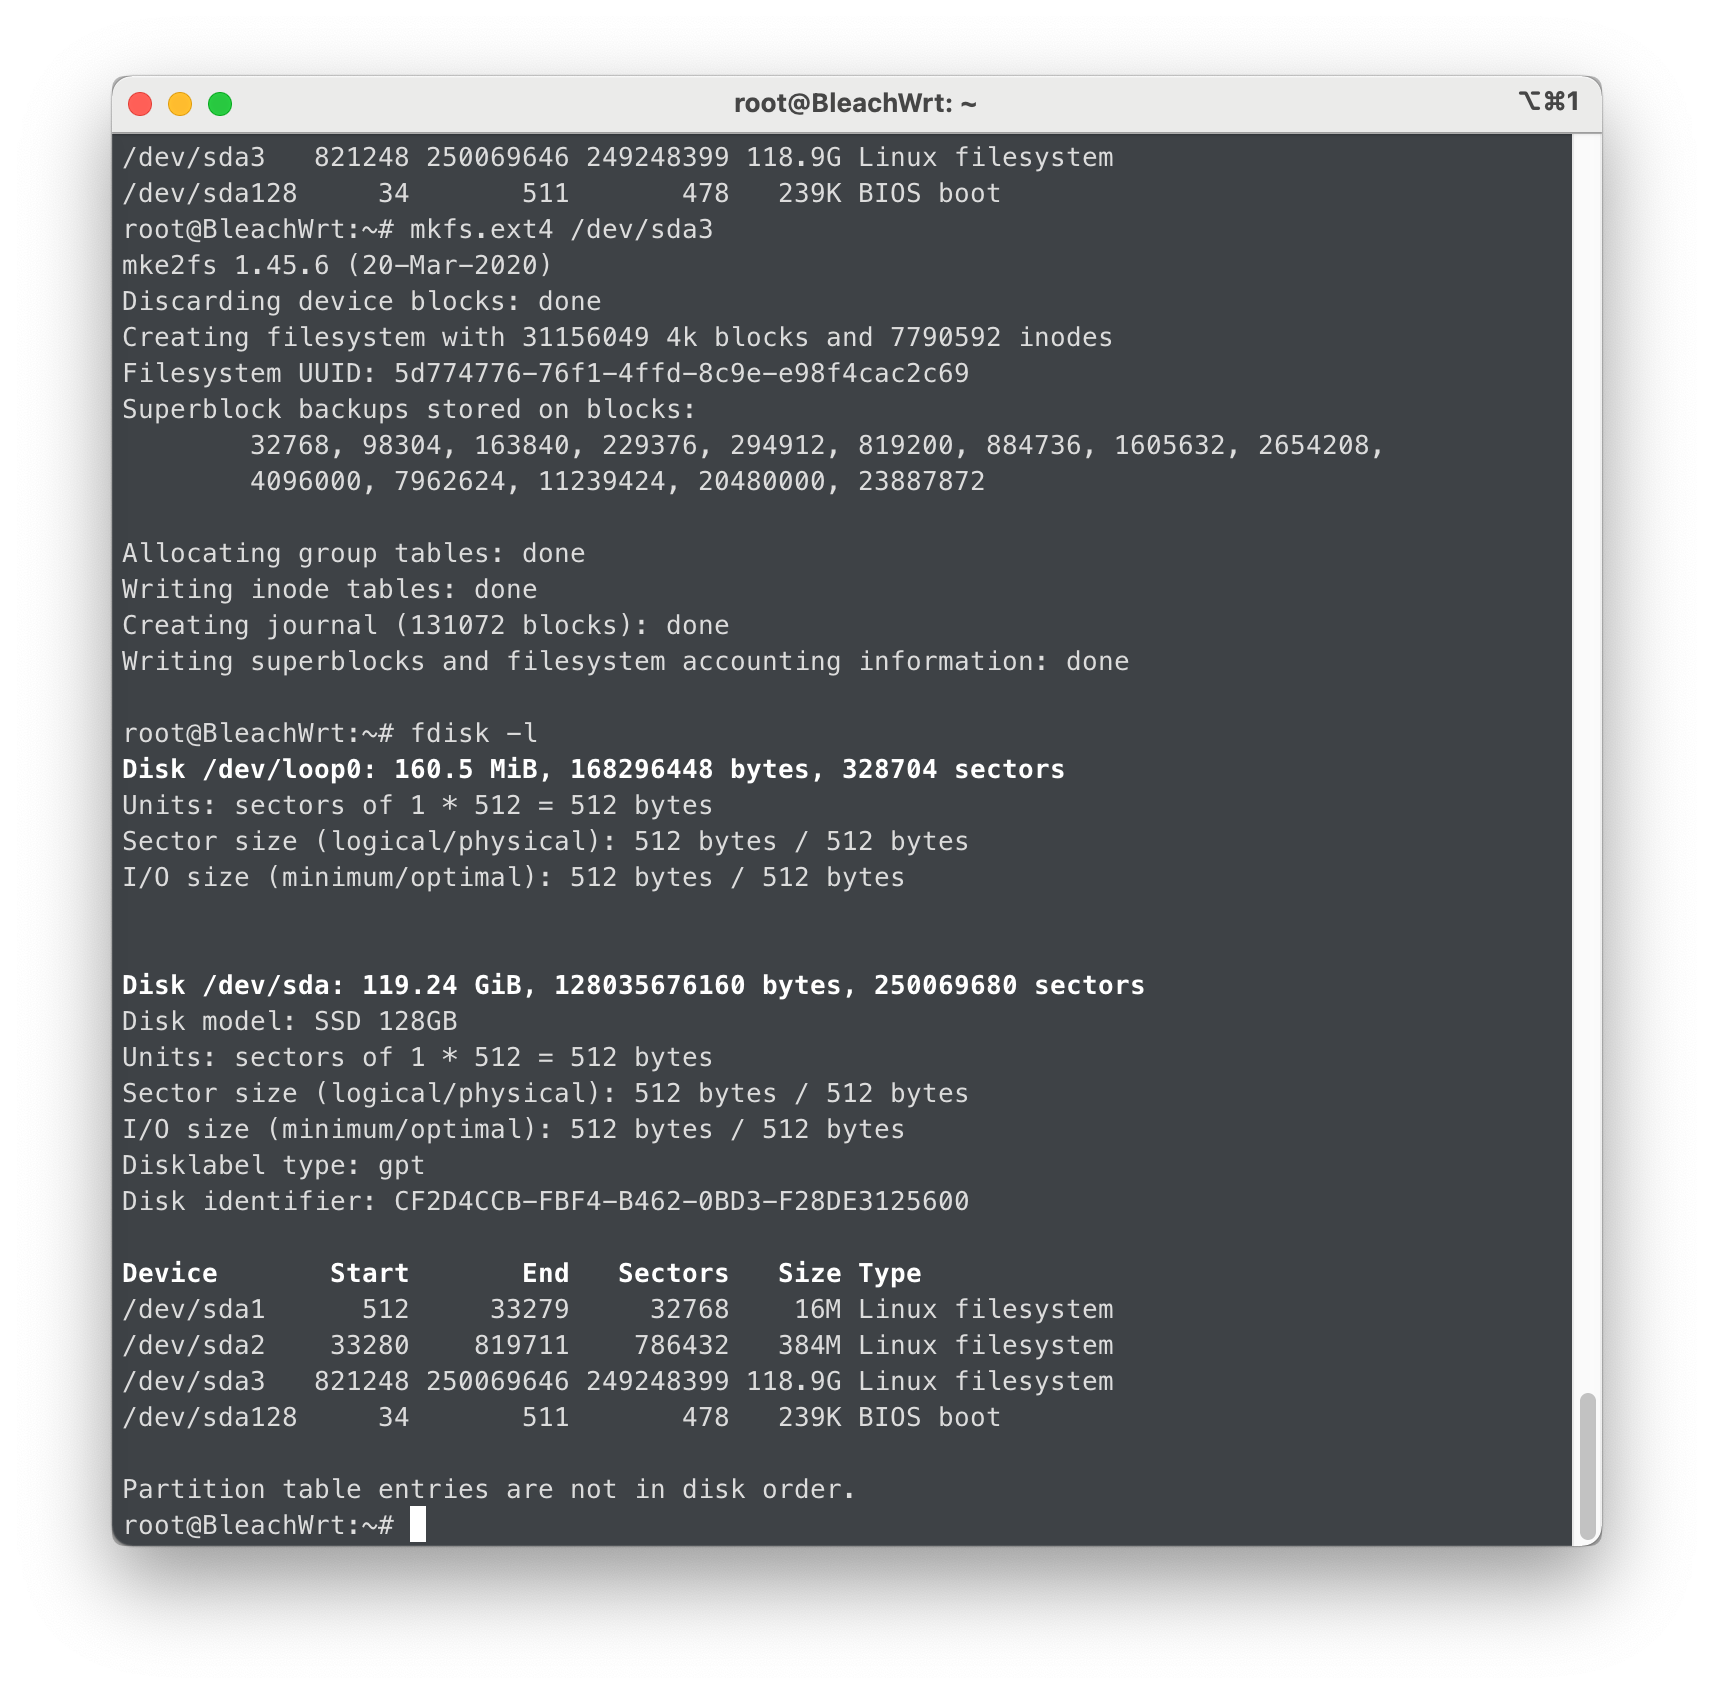 root@BleachWrt: ~
⌥⌘1
/dev/sda3   821248 250069646 249248399 118.9G Linux filesystem
/dev/sda128     34       511       478   239K BIOS boot
root@BleachWrt:~# mkfs.ext4 /dev/sda3
mke2fs 1.45.6 (20-Mar-2020)
Discarding device blocks: done
Creating filesystem with 31156049 4k blocks and 7790592 inodes
Filesystem UUID: 5d774776-76f1-4ffd-8c9e-e98f4cac2c69
Superblock backups stored on blocks:
        32768, 98304, 163840, 229376, 294912, 819200, 884736, 1605632, 2654208,
        4096000, 7962624, 11239424, 20480000, 23887872
Allocating group tables: done
Writing inode tables: done
Creating journal (131072 blocks): done
Writing superblocks and filesystem accounting information: done
root@BleachWrt:~# fdisk -l
Disk /dev/loop0: 160.5 MiB, 168296448 bytes, 328704 sectors
Units: sectors of 1 * 512 = 512 bytes
Sector size (logical/physical): 512 bytes / 512 bytes
I/O size (minimum/optimal): 512 bytes / 512 bytes
Disk /dev/sda: 119.24 GiB, 128035676160 bytes, 250069680 sectors
Disk model: SSD 128GB
Units: sectors of 1 * 512 = 512 bytes
Sector size (logical/physical): 512 bytes / 512 bytes
I/O size (minimum/optimal): 512 bytes / 512 bytes
Disklabel type: gpt
Disk identifier: CF2D4CCB-FBF4-B462-0BD3-F28DE3125600
Device       Start       End   Sectors   Size Type
/dev/sda1      512     33279     32768    16M Linux filesystem
/dev/sda2    33280    819711    786432   384M Linux filesystem
/dev/sda3   821248 250069646 249248399 118.9G Linux filesystem
/dev/sda128     34       511       478   239K BIOS boot
Partition table entries are not in disk order.
root@BleachWrt:~#